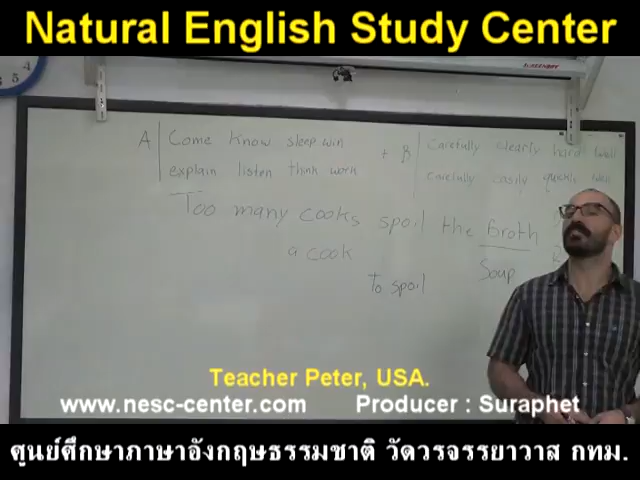 Natural English Study Center
A Come know sleep win + B carefully clearly hard well
explain listen think work carefully easily quickly well
Too many cooks spoil the broth
a cook
To spoil
Soup
Teacher Peter, USA.
www.nesc-center.com Producer : Suraphet
ศูนย์ศึกษาภาษาอังกฤษธรรมชาติ วัดวรจรรยาวาส กทม.